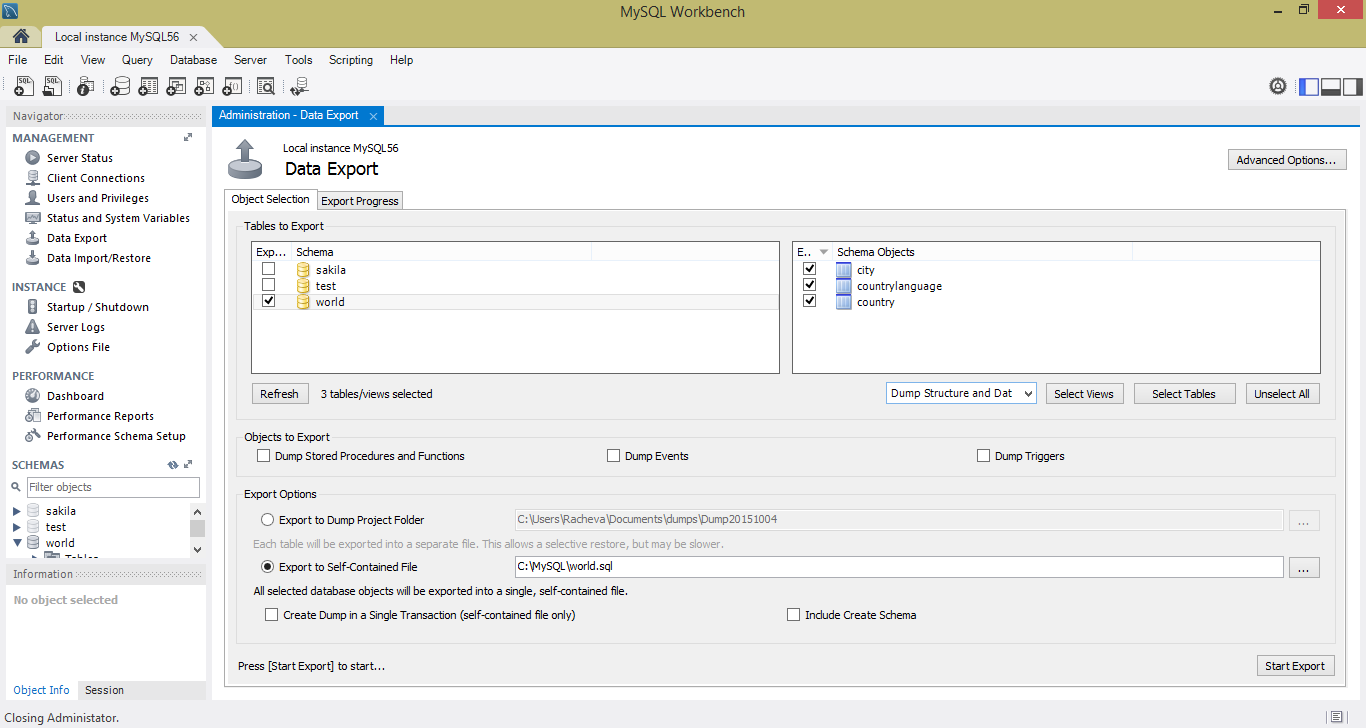 MySQL Workbench
Local instance MySQL56
File Edit View Query Database Server Tools Scripting Help
Navigator
MANAGEMENT
Server Status
Client Connections
Users and Privileges
Status and System Variables
Data Export
Data Import/Restore
INSTANCE
Startup / Shutdown
Server Logs
Options File
PERFORMANCE
Dashboard
Performance Reports
Performance Schema Setup
SCHEMAS
Filter objects
sakila
test
world
Tables
Information
No object selected
Object Info Session
Administration - Data Export
Local instance MySQL56
Data Export
Advanced Options...
Object Selection Export Progress
Tables to Export
Exp... Schema
sakila
test
world
E.. Schema Objects
city
countrylanguage
country
Refresh 3 tables/views selected
Dump Structure and Dat Select Views Select Tables Unselect All
Objects to Export
Dump Stored Procedures and Functions Dump Events Dump Triggers
Export Options
Export to Dump Project Folder C:\Users\Racheva\Documents\dumps\Dump20151004 ...
Each table will be exported into a separate file. This allows a selective restore, but may be slower.
Export to Self-Contained File C:\MySQL\world.sql ...
All selected database objects will be exported into a single, self-contained file.
Create Dump in a Single Transaction (self-contained file only) Include Create Schema
Press [Start Export] to start... Start Export
Closing Administator.